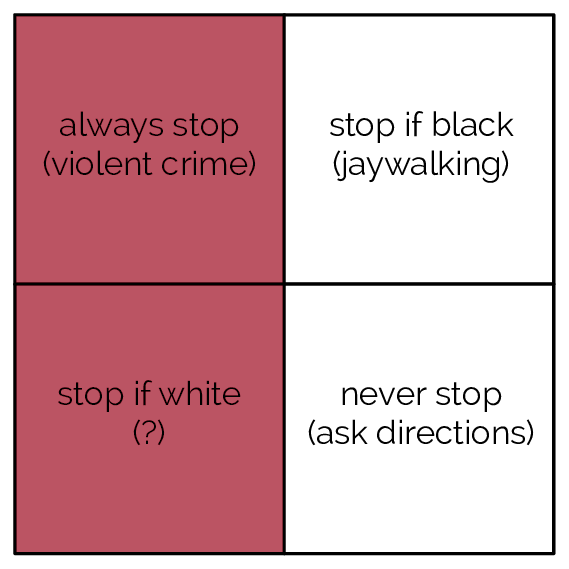 always stop
(violent crime)
stop if black
(jaywalking)
stop if white
(?)
never stop
(ask directions)